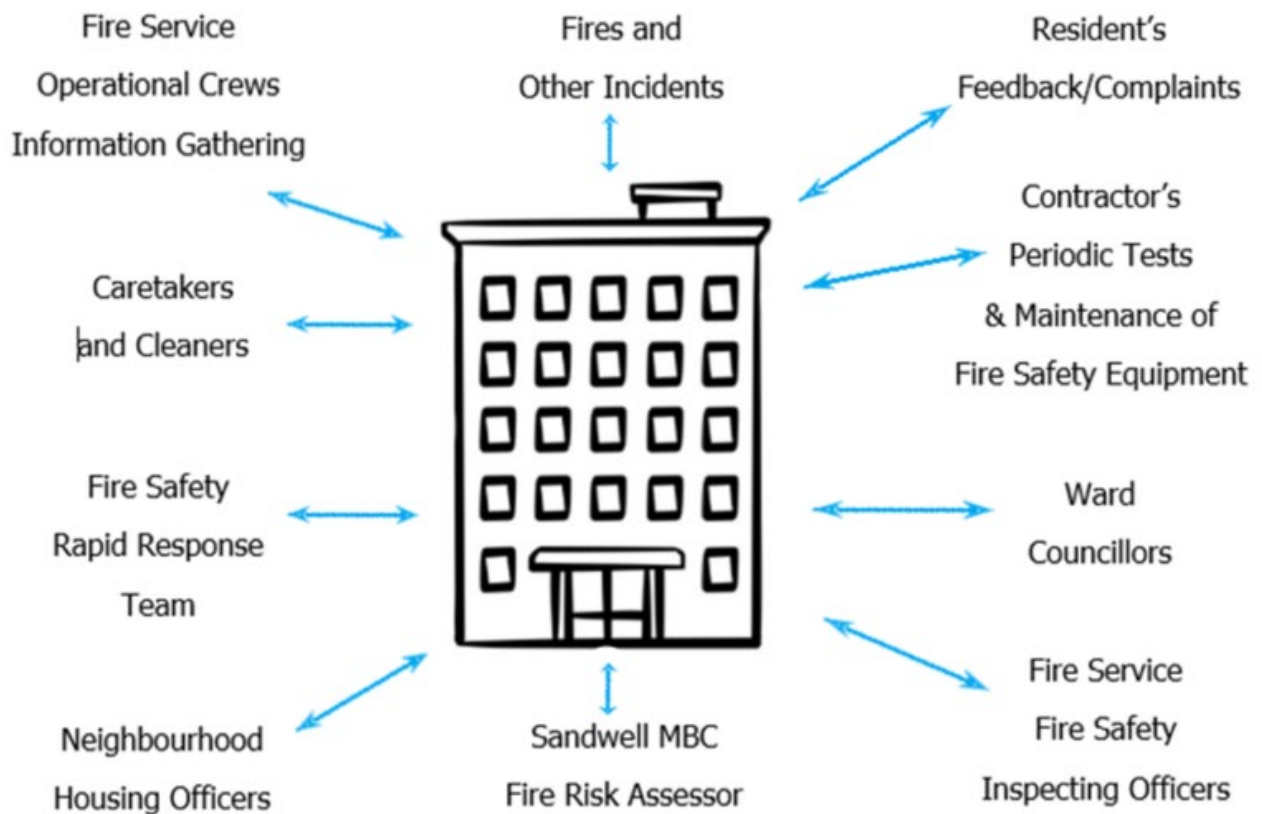 Fire Service
Operational Crews
Information Gathering
Fires and
Other Incidents
Resident's
Feedback/Complaints
Contractor's
Periodic Tests
& Maintenance of
Fire Safety Equipment
Caretakers
and Cleaners
Fire Safety
Rapid Response
Team
Ward
Councillors
Neighbourhood
Housing Officers
Sandwell MBC
Fire Risk Assessor
Fire Service
Fire Safety
Inspecting Officers